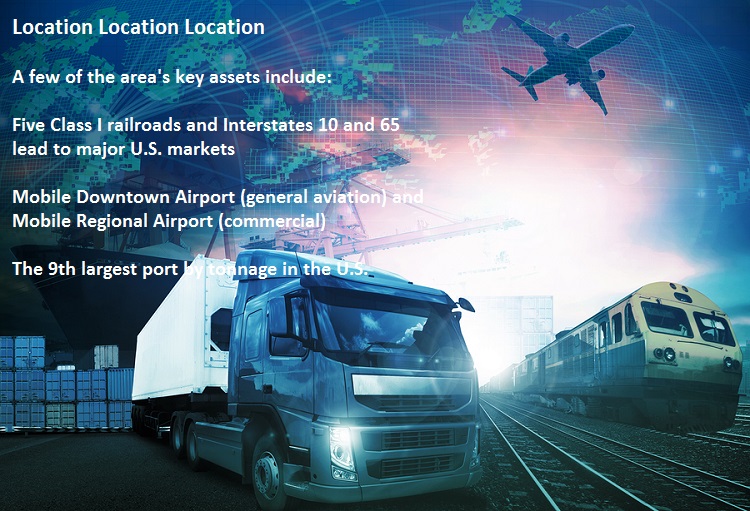 Location Location Location
A few of the area's key assets include:
Five Class I railroads and Interstates 10 and 65
lead to major U.S. markets
Mobile Downtown Airport (general aviation) and
Mobile Regional Airport (commercial)
The 9th largest port by tonnage in the U.S.